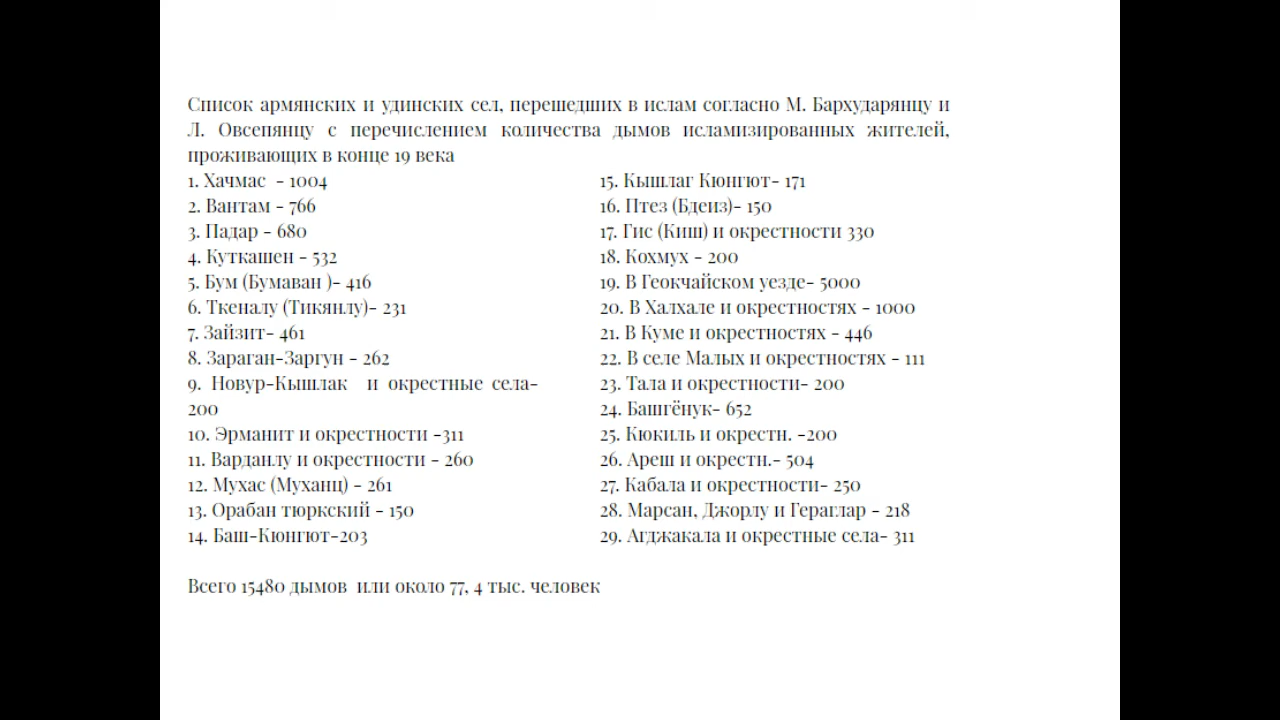 Список армянских и удинских сел, перешедших в ислам согласно М. Бархударянцу и
Л. Овсепянцу с перечислением количества дымов исламизированных жителей,
проживающих в конце 19 века
1. Хачмас - 1004
2. Вантам - 766
3. Падар - 680
4. Куткашен - 532
5. Бум (Бумаван )- 416
6. Ткеналу (Тикянлу)- 231
7. Зайзит- 461
8. Зараган-Заргун - 262
9. Новур-Кышлак и окрестные села-
200
10. Эрманит и окрестности -311
11. Варданлу и окрестности - 260
12. Мухас (Муханц) - 261
13. Орабан тюркский - 150
14. Баш-Кюнгют-203
15. Кышлаг Кюнгют- 171
16. Птез (Бдеиз)- 150
17. Гис (Киш) и окрестности 330
18. Кохмух - 200
19. В Геокчайском уезде- 5000
20. В Халхале и окрестностях - 1000
21. В Куме и окрестностях - 446
22. В селе Малых и окрестностях - 111
23. Тала и окрестности- 200
24. Башгёнук- 652
25. Кюкиль и окрестн. -200
26. Ареш и окрестн.- 504
27. Кабала и окрестности- 250
28. Марсан, Джорлу и Гераглар - 218
29. Агджакала и окрестные села- 311
Всего 15480 дымов или около 77, 4 тыс. человек